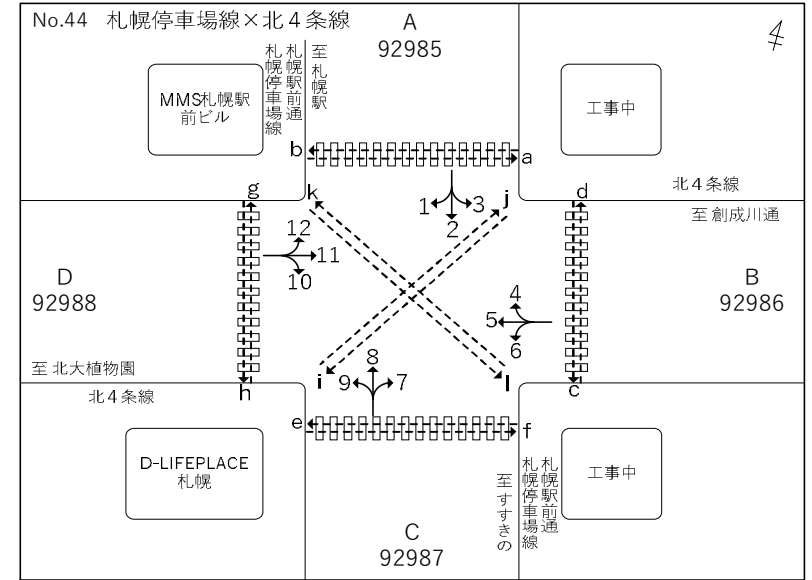 No.44 札幌停車場線×北４条線
A
92985
札幌停車場線
札幌駅前通
至 札幌駅
MMS札幌駅
前ビル
工事中
b
a
北４条線
至 創成川通
g
k
j
d
1
3
2
12
11
10
D
92988
B
92986
4
5
6
至 北大植物園
北４条線
h
i
8
9
7
l
c
e
f
D-LIFEPLACE
札幌
至 すすきの
札幌停車場線
札幌駅前通
工事中
C
92987